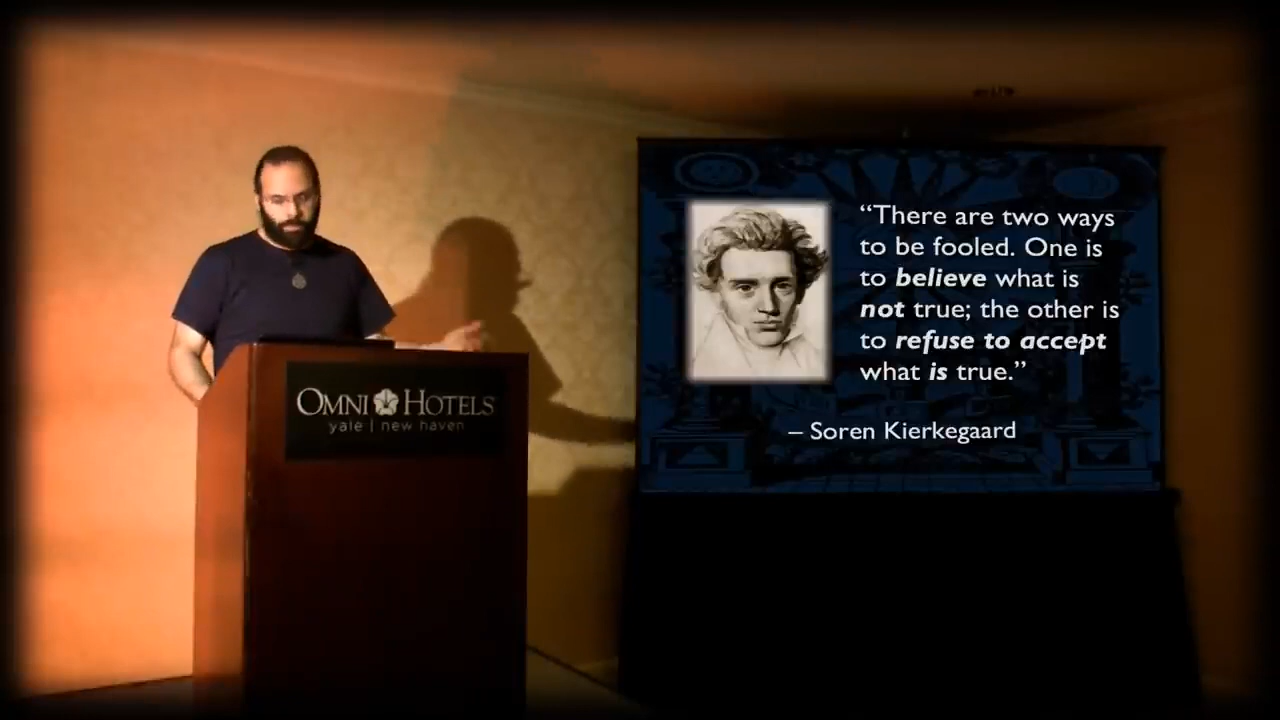 OMNI HOTELS
yale | new haven
“There are two ways
to be fooled. One is
to believe what is
not true; the other is
to refuse to accept
what is true.”
– Soren Kierkegaard